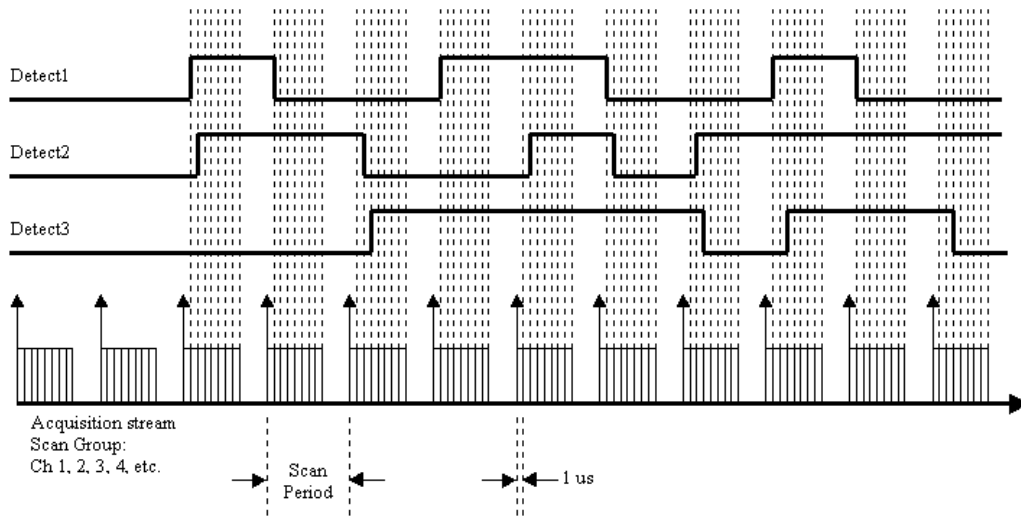 Detect1
Detect2
Detect3
Acquisition stream
Scan Group:
Ch 1, 2, 3, 4, etc.
Scan
Period
1 us